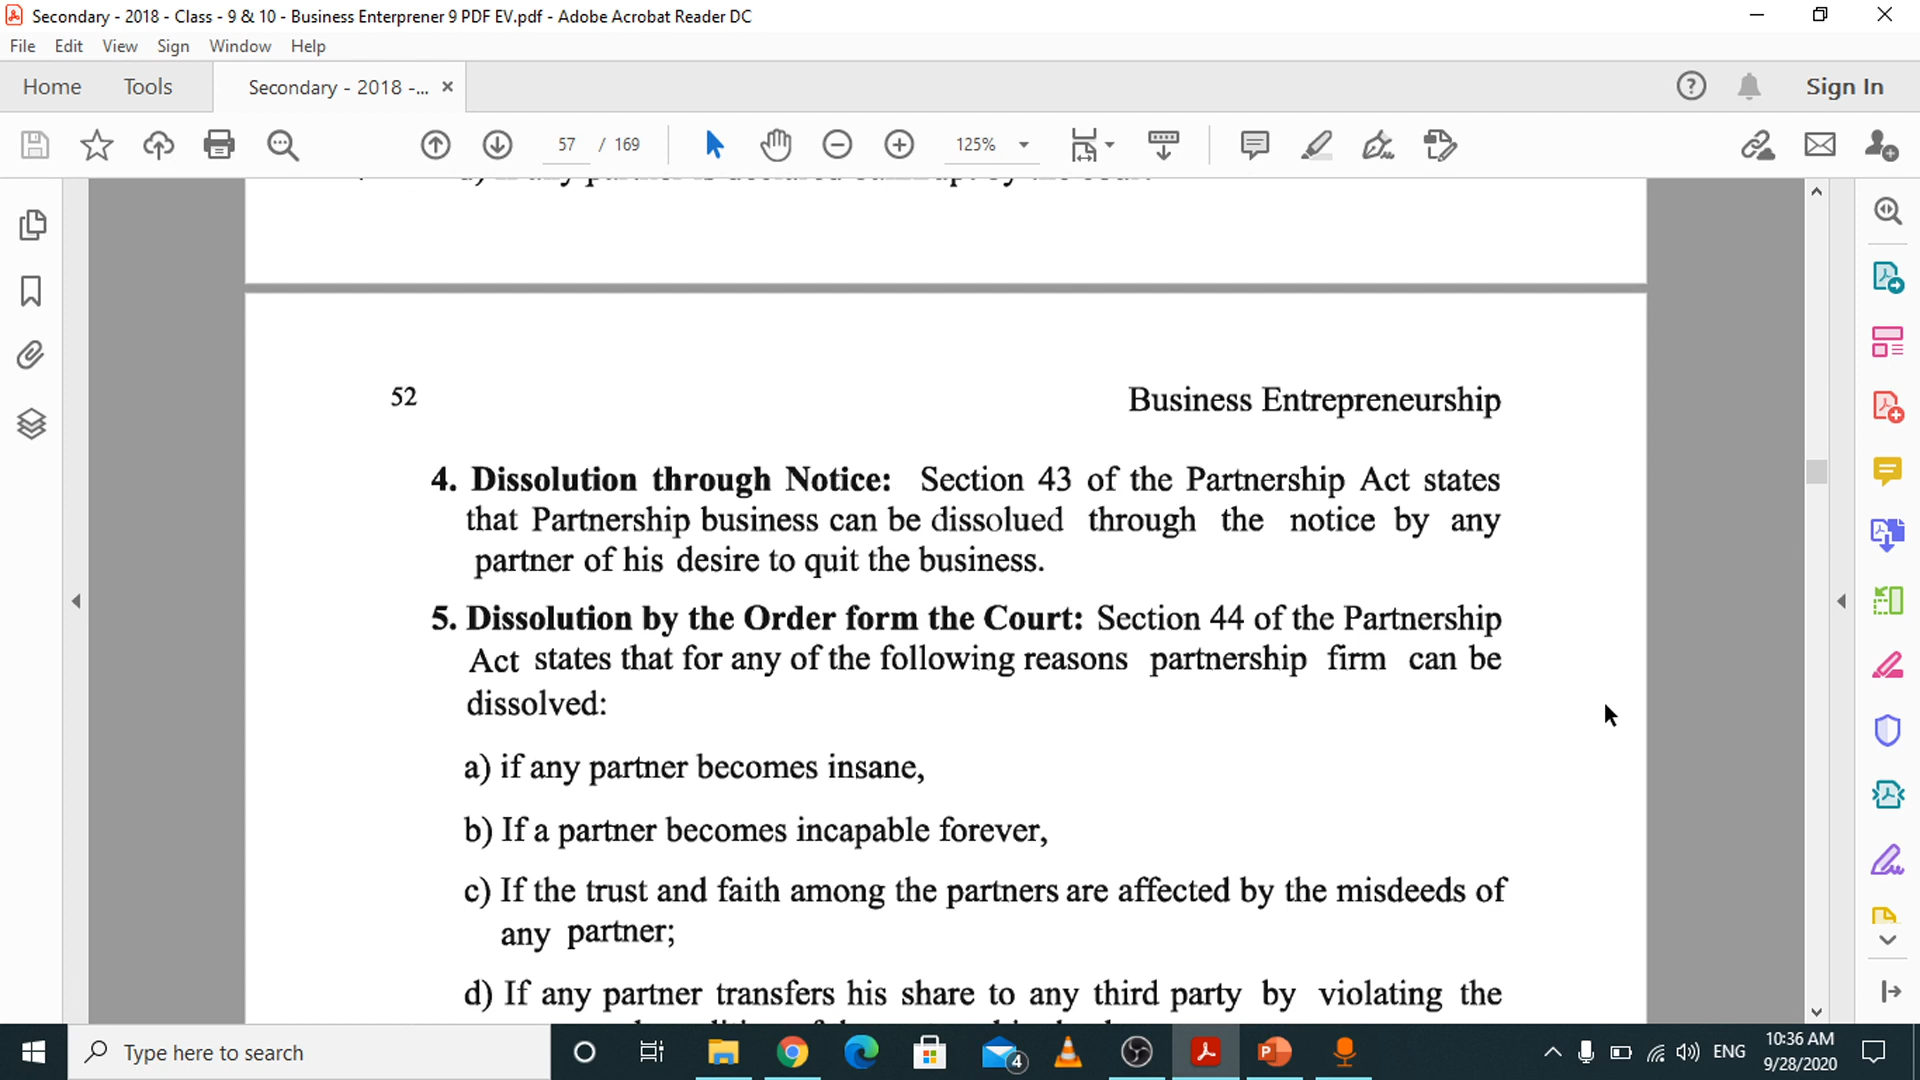 Secondary - 2018 - Class - 9 & 10 - Business Enterprener 9 PDF EV.pdf - Adobe Acrobat Reader DC
File Edit View Sign Window Help
Home Tools Secondary - 2018 -... × Sign In
57 / 169 125%
52 Business Entrepreneurship
4. Dissolution through Notice: Section 43 of the Partnership Act states
that Partnership business can be dissolued through the notice by any
partner of his desire to quit the business.
5. Dissolution by the Order form the Court: Section 44 of the Partnership
Act states that for any of the following reasons partnership firm can be
dissolved:
a) if any partner becomes insane,
b) If a partner becomes incapable forever,
c) If the trust and faith among the partners are affected by the misdeeds of
any partner;
d) If any partner transfers his share to any third party by violating the
Type here to search
4
ENG
10:36 AM
9/28/2020